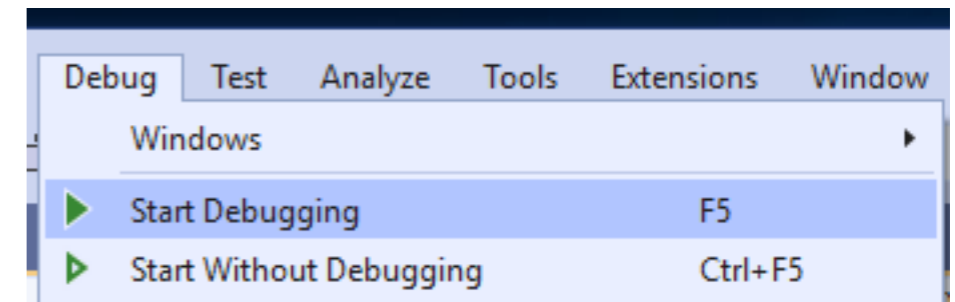 Debug Test Analyze Tools Extensions Window
Windows
Start Debugging F5
Start Without Debugging Ctrl+F5